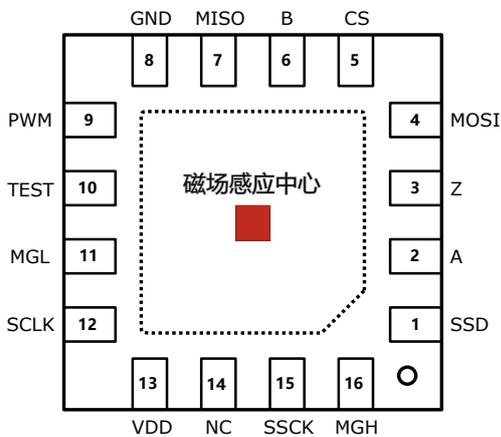 GND MISO B CS
8 7 6 5
PWM 9 4 MOSI
磁场感应中心
TEST 10 3 Z
MGL 11 2 A
SCLK 12 1 SSD
13 14 15 16
VDD NC SSCK MGH